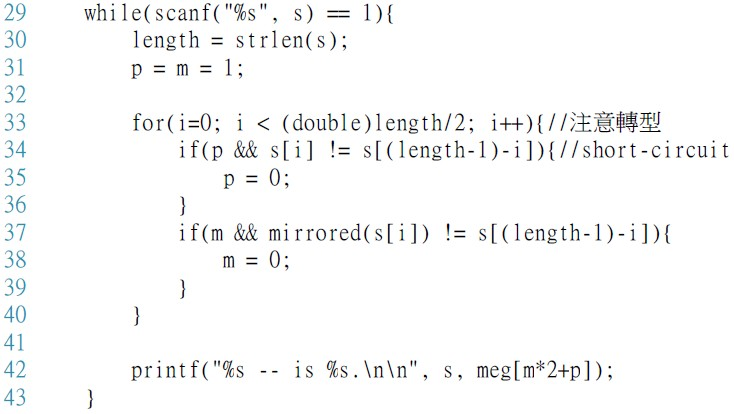 29 while(scanf("%s", s) == 1){
30 length = strlen(s);
31 p = m = 1;
32
33 for(i=0; i < (double)length/2; i++){//注意轉型
34 if(p && s[i] != s[(length-1)-i]){//short-circuit
35 p = 0;
36 }
37 if(m && mirrored(s[i]) != s[(length-1)-i]){
38 m = 0;
39 }
40 }
41
42 printf("%s -- is %s.\n\n", s, meg[m*2+p]);
43 }